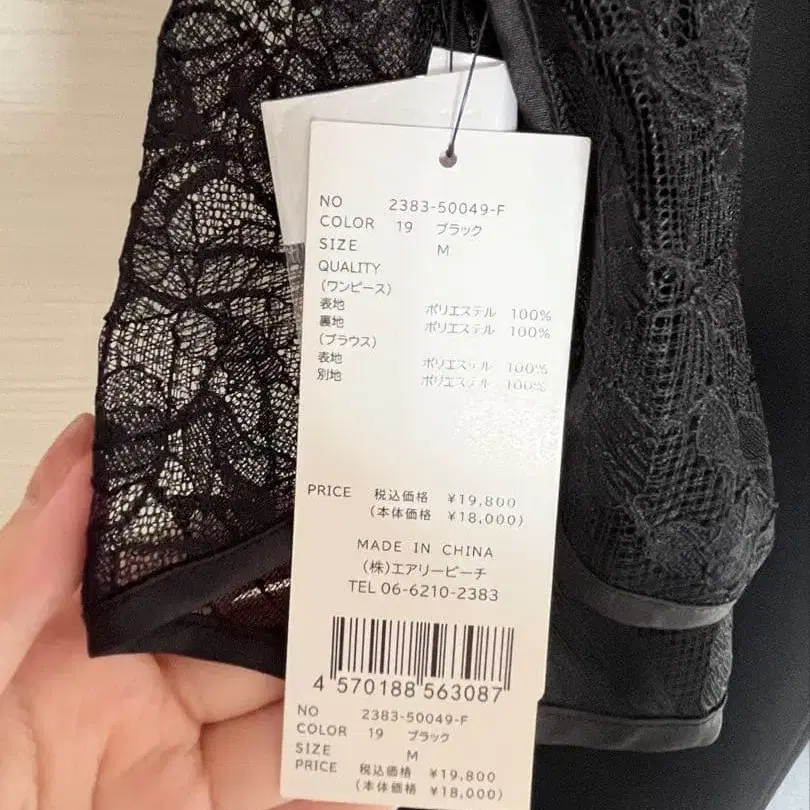 NO 2383-50049-F
COLOR 19 ブラック
SIZE M
QUALITY
(ワンピース)
表地 ポリエステル 100%
裏地 ポリエステル 100%
(ブラウス)
表地 ポリエステル 100%
別地 ポリエステル 100%
PRICE 税込価格 ¥19,800
(本体価格 ¥18,000)
MADE IN CHINA
(株)エアリーピーチ
TEL 06-6210-2383
4 570188 563087
NO 2383-50049-F
COLOR 19 ブラック
SIZE M
PRICE 税込価格 ¥19,800
(本体価格 ¥18,000)